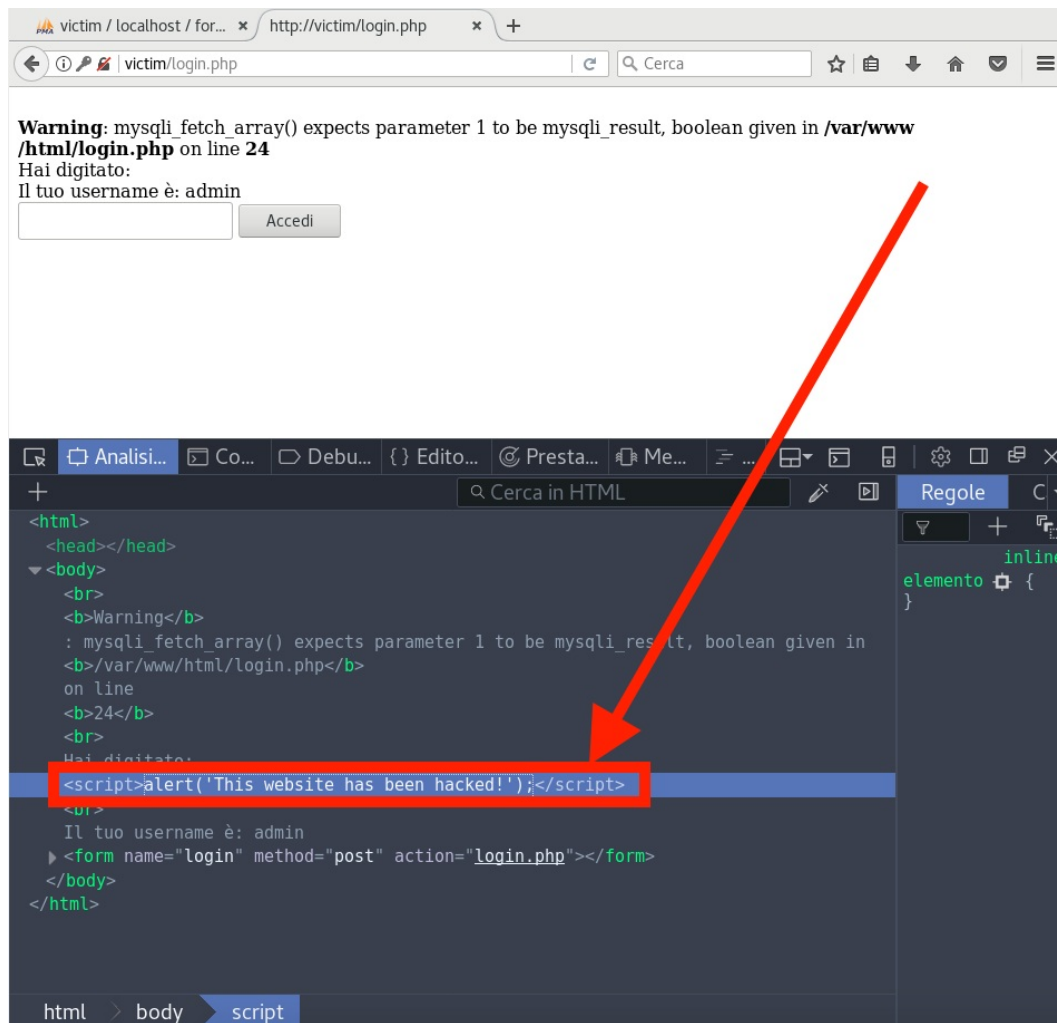 victim / localhost / for... × http://victim/login.php × +
victim/login.php Cerca
Warning: mysqli_fetch_array() expects parameter 1 to be mysqli_result, boolean given in /var/www
/html/login.php on line 24
Hai digitato:
Il tuo username è: admin
Accedi
Analisi... Co... Debu... { } Edito... Presta... Me... ...
+ Cerca in HTML Regole C
<html>
<head></head>
<body>
<br>
<b>Warning</b>
: mysqli_fetch_array() expects parameter 1 to be mysqli_result, boolean given in
<b>/var/www/html/login.php</b>
on line
<b>24</b>
<br>
Hai digitato:
<script>alert('This website has been hacked!');</script>
<br>
Il tuo username è: admin
<form name="login" method="post" action="login.php"></form>
</body>
</html>
inline
elemento {
}
html body script